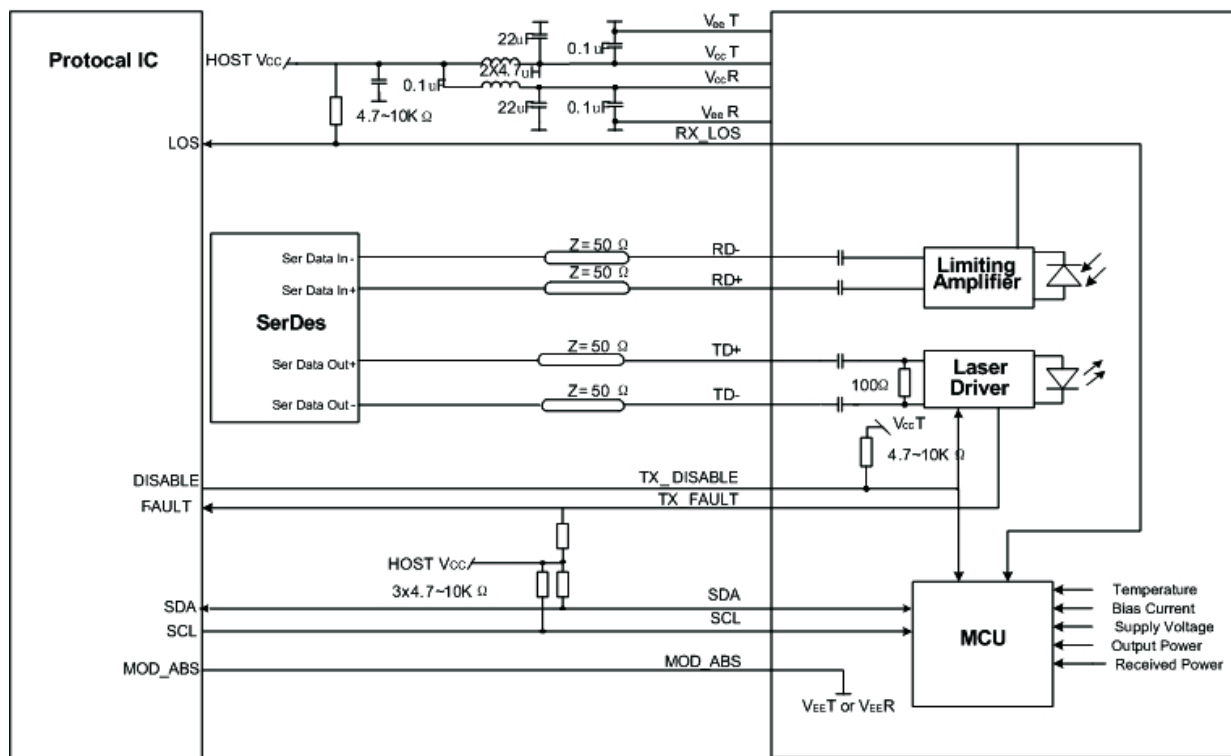 Protocal IC
HOST Vcc
22uF
0.1uF
VeeT
2X4.7uH
VccT
0.1uF
VccR
4.7~10K Ω
22uF
0.1uF
VeeR
LOS
RX_LOS
SerDes
Ser Data In -
Z= 50 Ω
RD-
Ser Data In+
Z= 50 Ω
RD+
Limiting
Amplifier
Ser Data Out+
Z= 50 Ω
TD+
Ser Data Out -
Z= 50 Ω
TD-
100Ω
Laser
Driver
VccT
4.7~10K Ω
DISABLE
TX_DISABLE
FAULT
TX_FAULT
HOST Vcc
3x4.7~10K Ω
SDA
SDA
SCL
SCL
MOD_ABS
MOD_ABS
VEET or VEER
MCU
Temperature
Bias Current
Supply Voltage
Output Power
Received Power